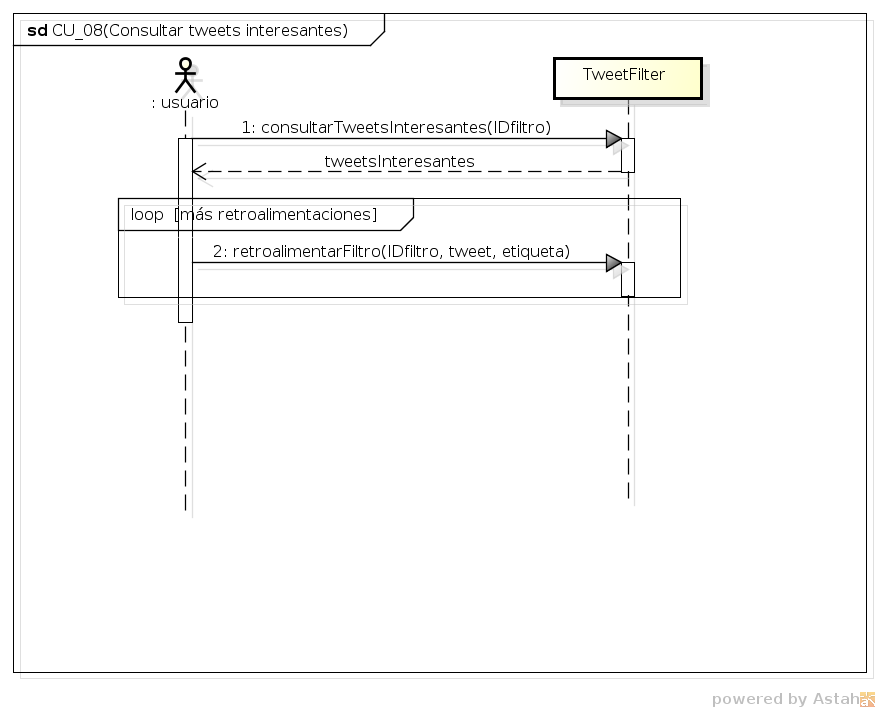 sd CU_08(Consultar tweets interesantes)
: usuario
TweetFilter
1: consultarTweetsInteresantes(IDfiltro)
tweetsInteresantes
loop [más retroalimentaciones]
2: retroalimentarFiltro(IDfiltro, tweet, etiqueta)
powered by Astah